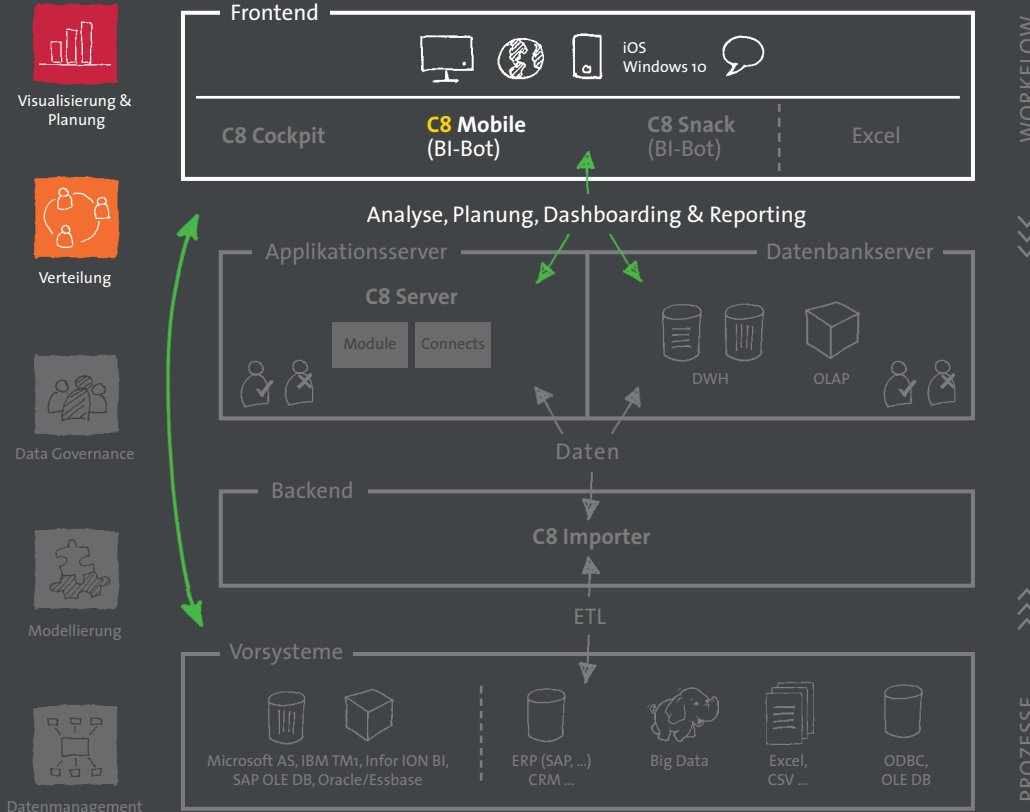 Frontend
iOS
Windows 10
C8 Cockpit
C8 Mobile
(BI-Bot)
C8 Snack
(BI-Bot)
Excel
Analyse, Planung, Dashboarding & Reporting
Applikationsserver
C8 Server
Module
Connects
Datenbankserver
DWH
OLAP
Daten
Backend
C8 Importer
ETL
Vorsysteme
Microsoft AS, IBM TM1, Infor ION BI,
SAP OLE DB, Oracle/Essbase
ERP (SAP, ...)
CRM ...
Big Data
Excel,
CSV ...
ODBC,
OLE DB
Visualisierung &
Planung
Verteilung
Data Governance
Modellierung
Datenmanagement
WORKFLOW
PROZESSE